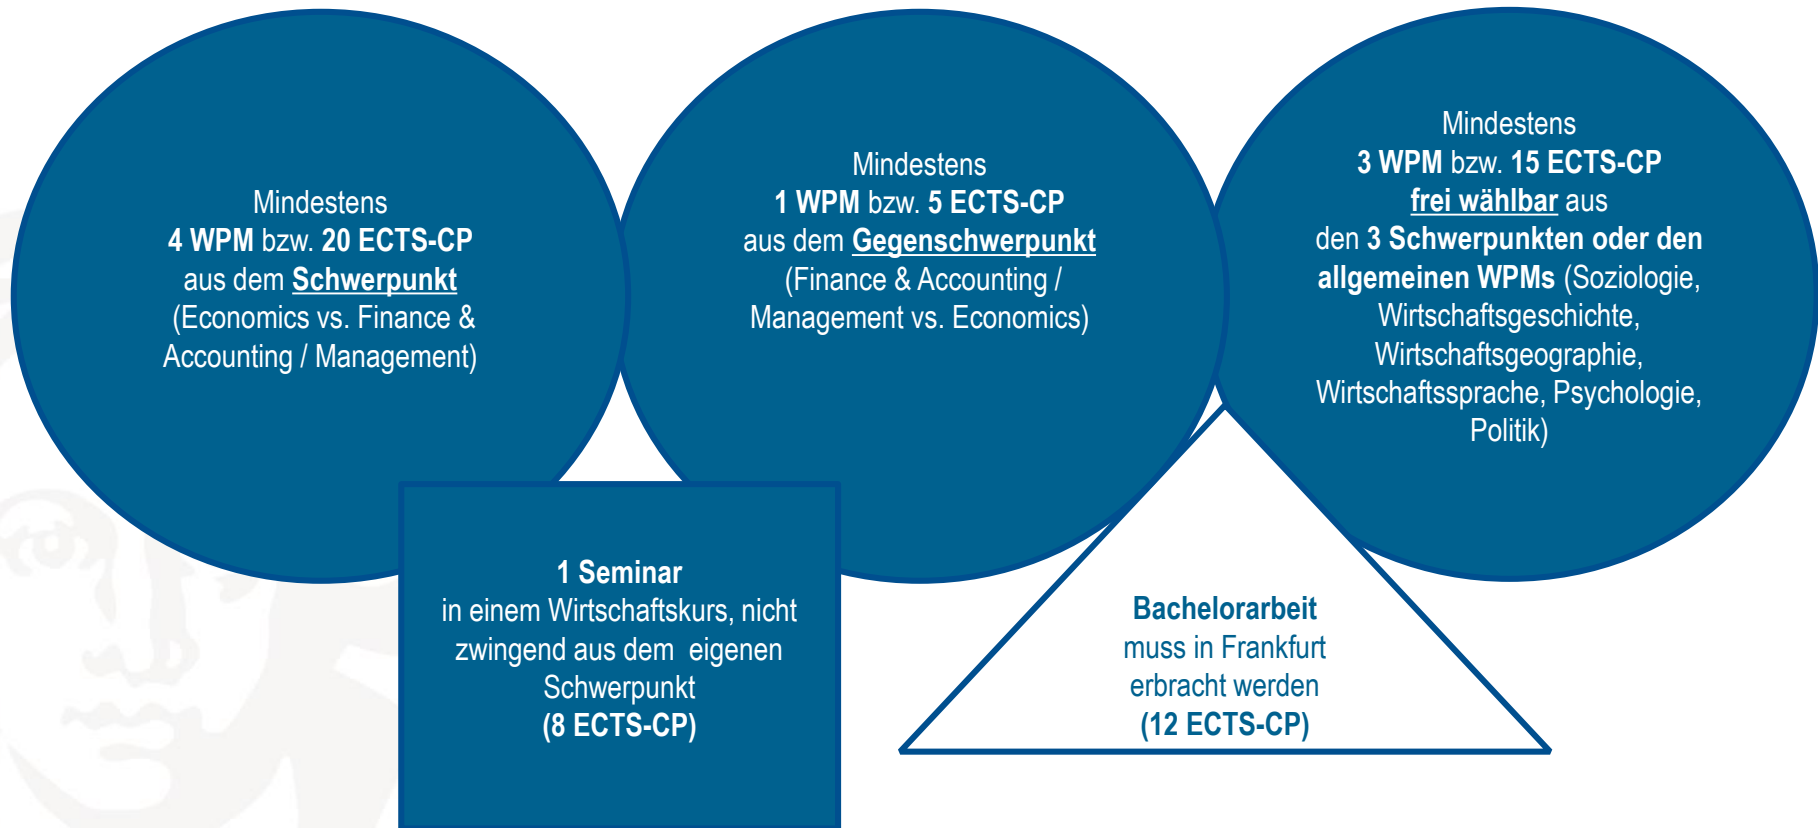 Mindestens
4 WPM bzw. 20 ECTS-CP
aus dem Schwerpunkt
(Economics vs. Finance &
Accounting / Management)
Mindestens
1 WPM bzw. 5 ECTS-CP
aus dem Gegenschwerpunkt
(Finance & Accounting /
Management vs. Economics)
Mindestens
3 WPM bzw. 15 ECTS-CP
frei wählbar aus
den 3 Schwerpunkten oder den
allgemeinen WPMs (Soziologie,
Wirtschaftsgeschichte,
Wirtschaftsgeographie,
Wirtschaftssprache, Psychologie,
Politik)
1 Seminar
in einem Wirtschaftskurs, nicht
zwingend aus dem eigenen
Schwerpunkt
(8 ECTS-CP)
Bachelorarbeit
muss in Frankfurt
erbracht werden
(12 ECTS-CP)